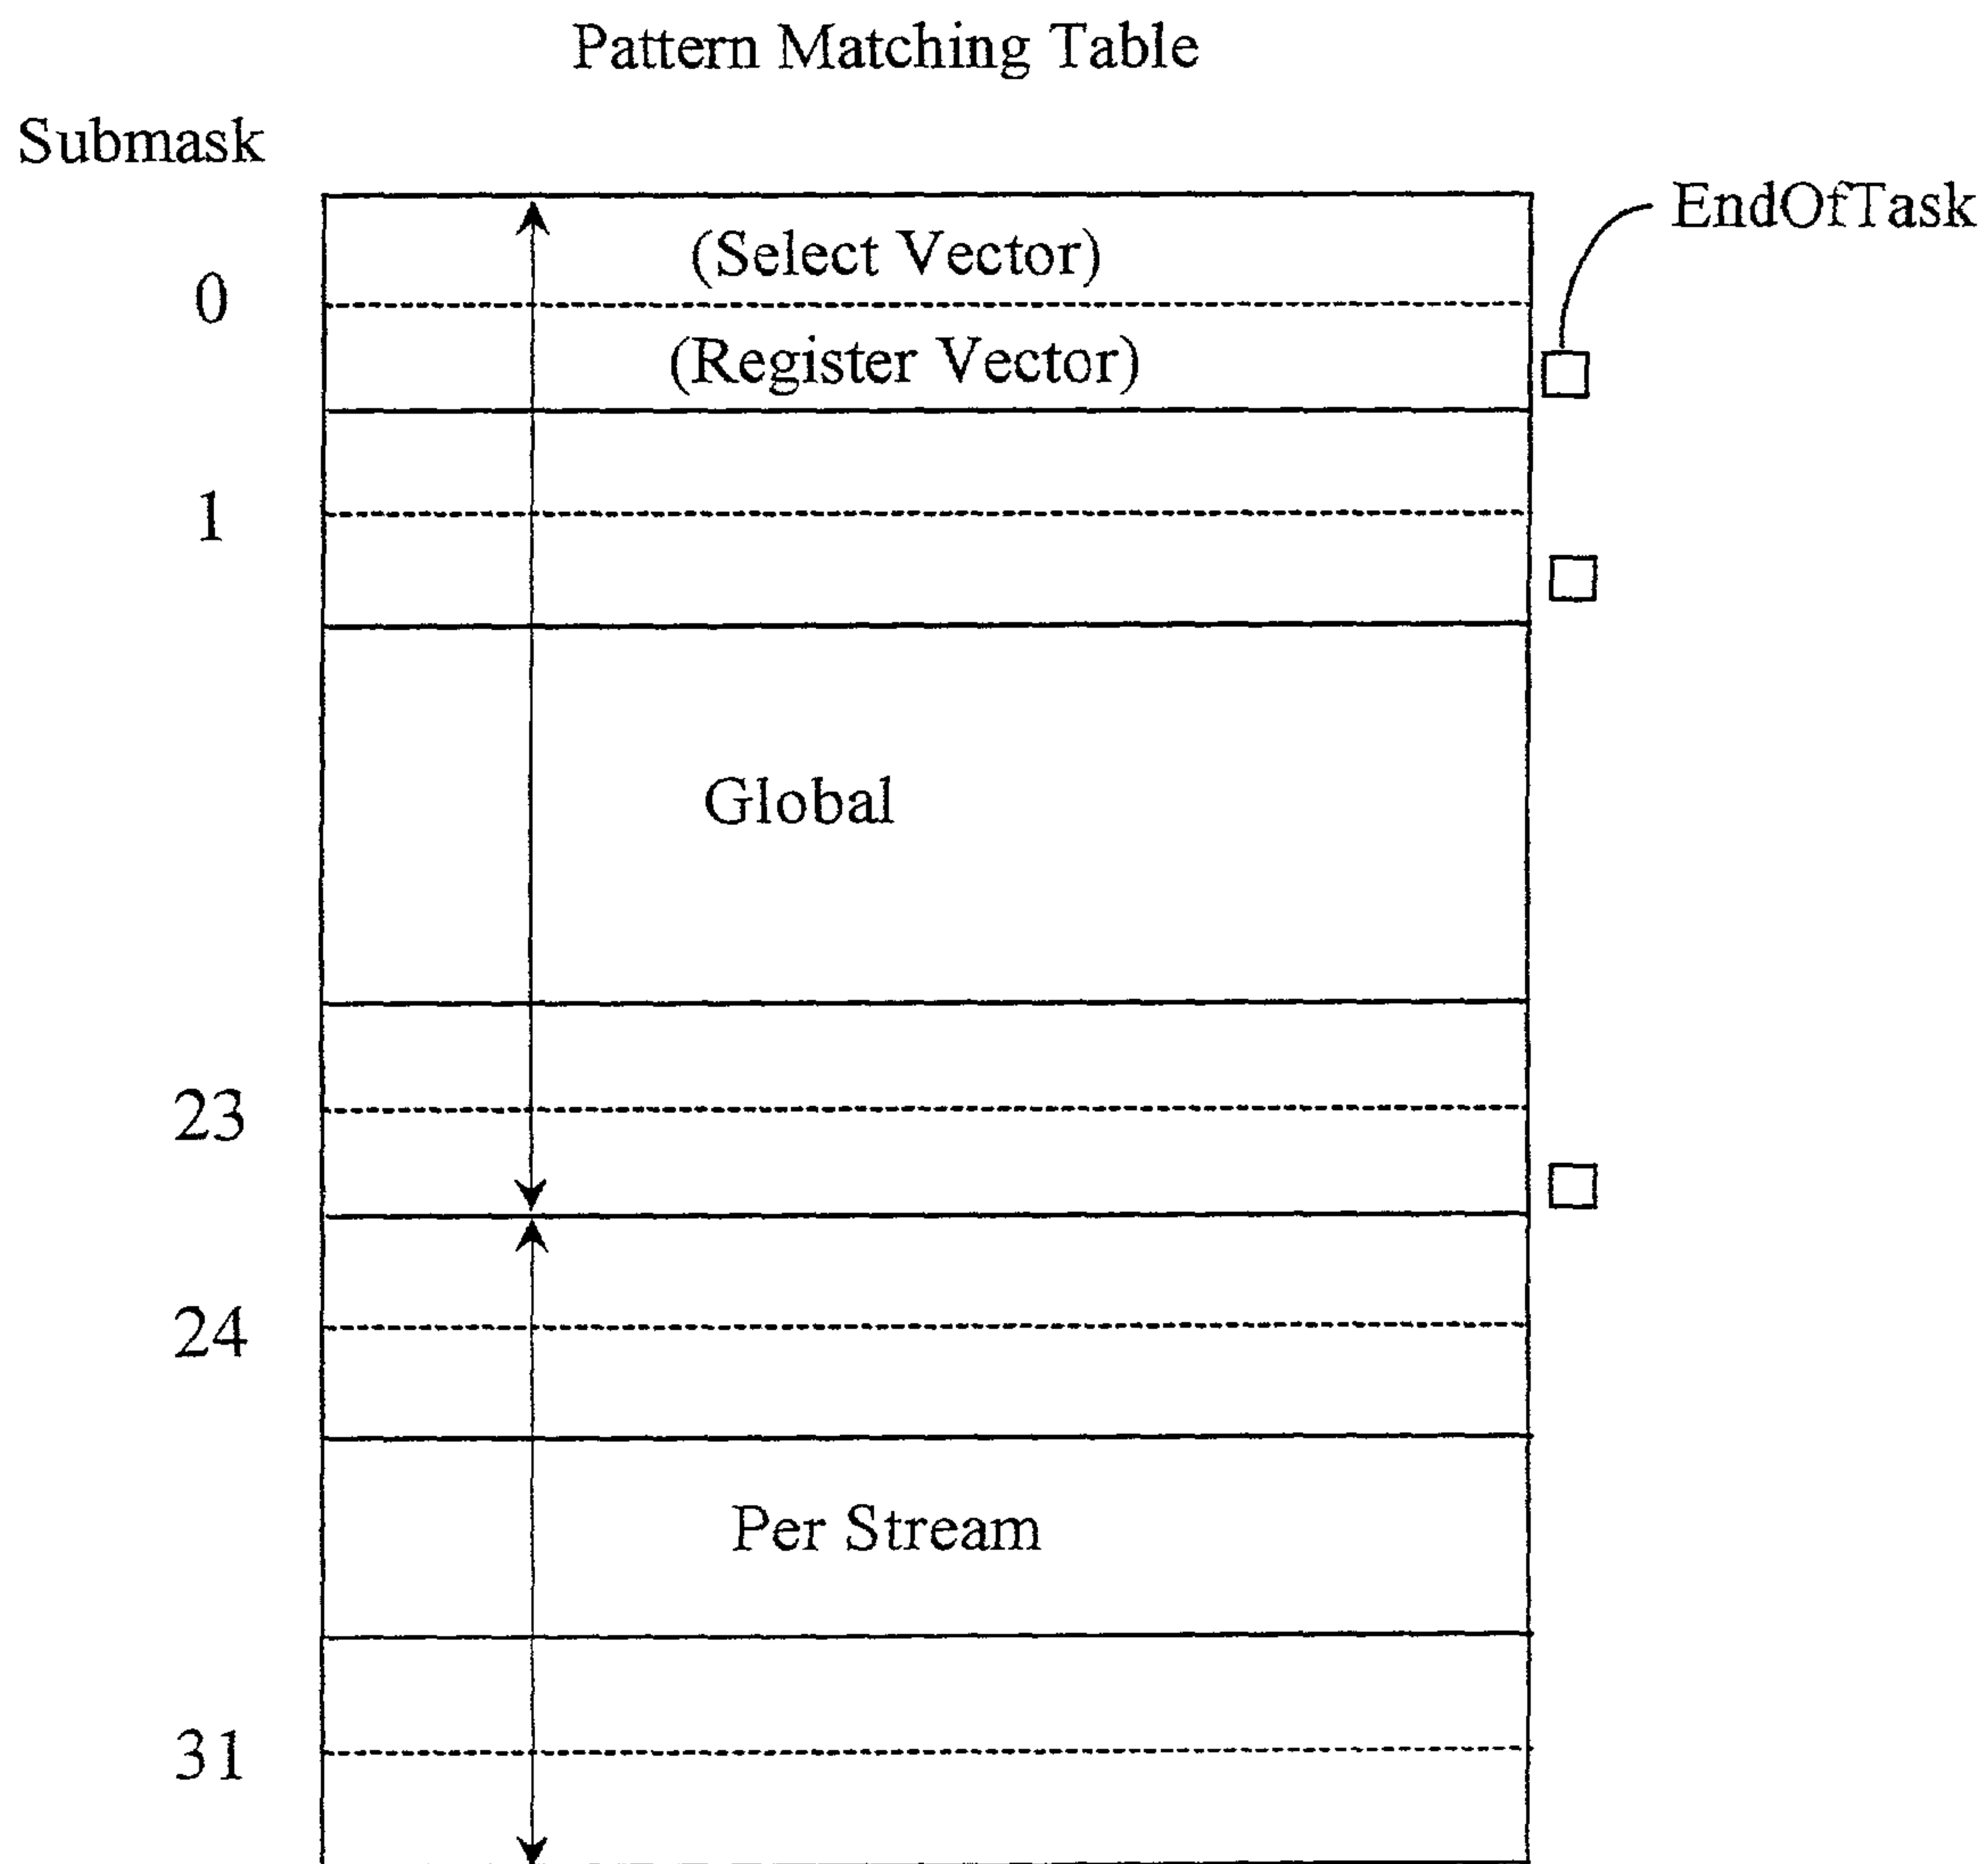 Pattern Matching Table
Submask
EndOfTask
(Select Vector)
0
(Register Vector)
1
Global
23
24
Per Stream
31